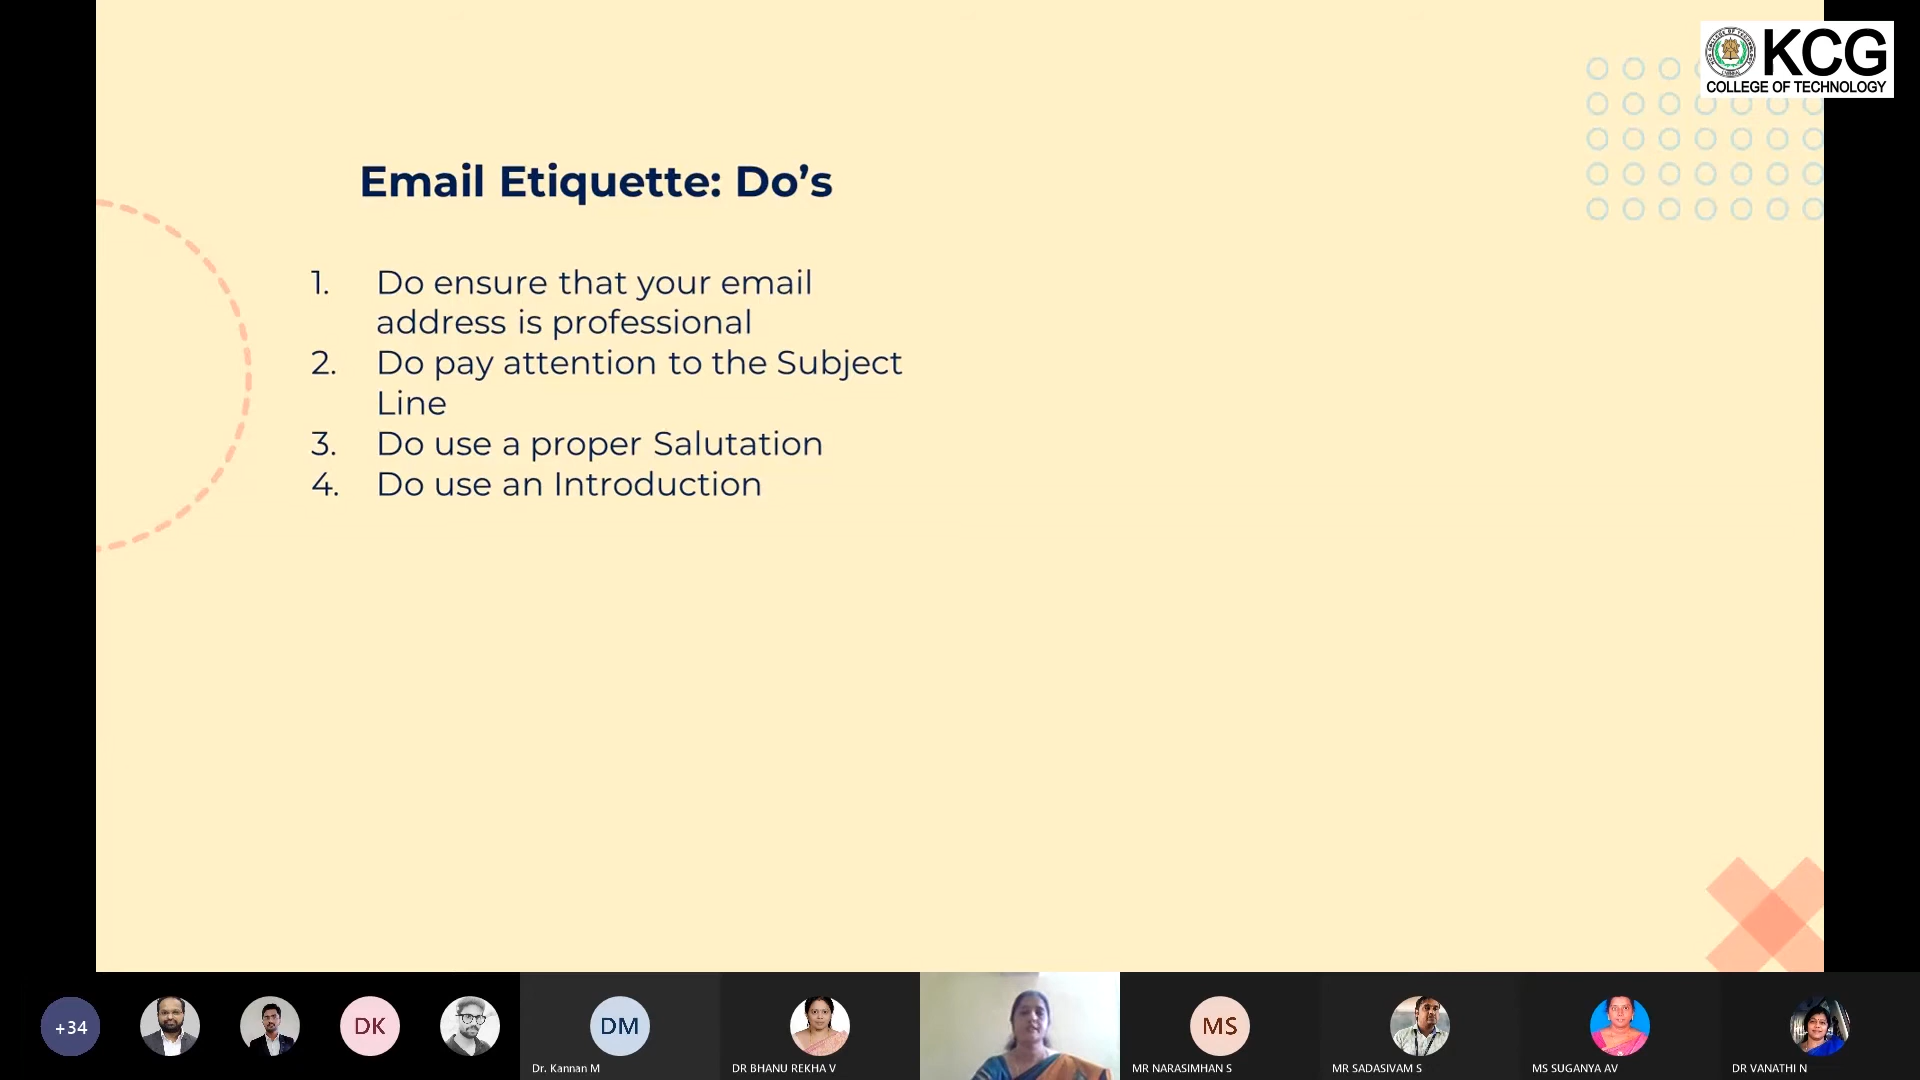 KCG
COLLEGE OF TECHNOLOGY
Email Etiquette: Do’s
1. Do ensure that your email
address is professional
2. Do pay attention to the Subject
Line
3. Do use a proper Salutation
4. Do use an Introduction
+34
DK
DM
MS
Dr. Kannan M
DR BHANU REKHA V
MR NARASIMHAN S
MR SADASIVAM S
MS SUGANYA AV
DR VANATHI N